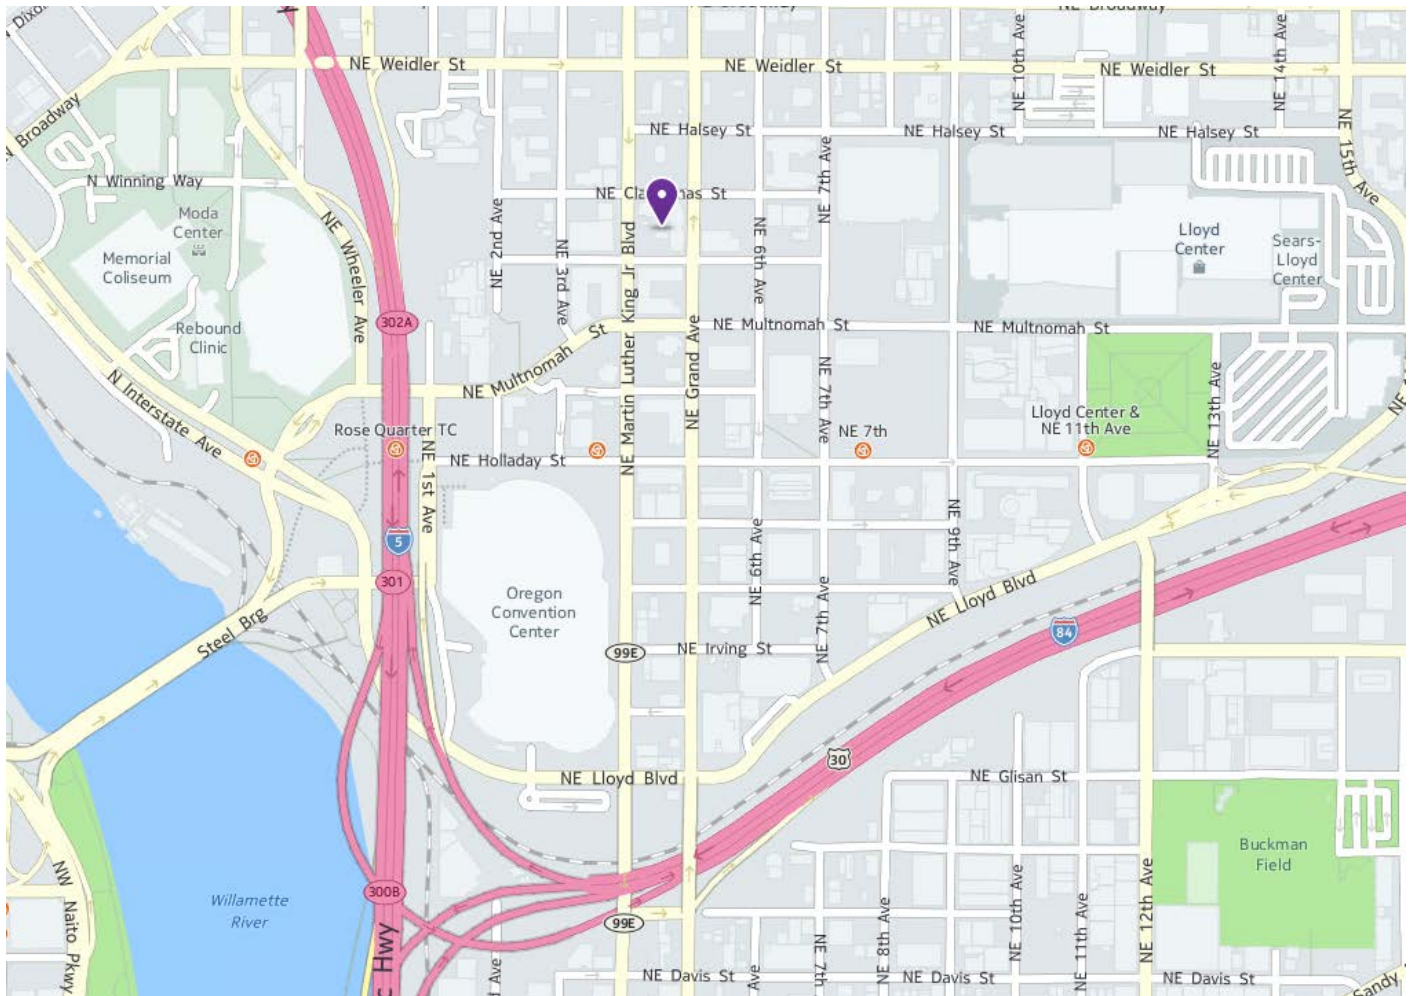 NE Broadway
N Broadway
NE Weidler St
NE Weidler St
NE Weidler St
NE 10th Ave
NE 14th Ave
NE Halsey St
NE Halsey St
NE Halsey St
NE 15th Ave
N Winning Way
Moda
Center
Memorial
Coliseum
Rebound
Clinic
NE Wheeler Ave
NE 2nd Ave
NE 3rd Ave
NE Martin Luther King Jr Blvd
NE Grand Ave
NE 6th Ave
NE 7th Ave
Lloyd
Center
Sears-
Lloyd
Center
302A
NE Multnomah St
NE Multnomah St
NE Multnomah St
N Interstate Ave
Rose Quarter TC
NE 1st Ave
NE Holladay St
NE 7th Ave
NE 7th
Lloyd Center &
NE 11th Ave
NE 13th Ave
5
301
Oregon
Convention
Center
NE 6th Ave
NE 7th Ave
NE 9th Ave
NE Lloyd Blvd
84
Steel Brg
99E
NE Irving St
30
NE Lloyd Blvd
NE Glisan St
Buckman
Field
Willamette
River
300B
99E
NW Naito Pkwy
Hwy
Ave
NE Davis St
Ave
NE 7th
NE 8th Ave
NE Davis St
NE 10th Ave
NE 11th Ave
NE 12th Ave
NE Davis St
Sandy